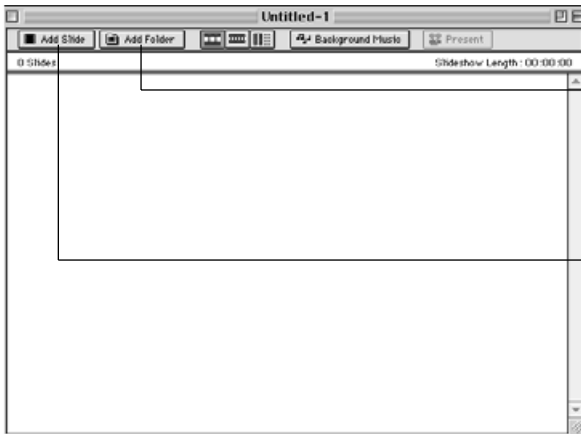 Untitled-1
Add Slide Add Folder Background Music Present
0 Slides Slideshow Length : 00:00:00